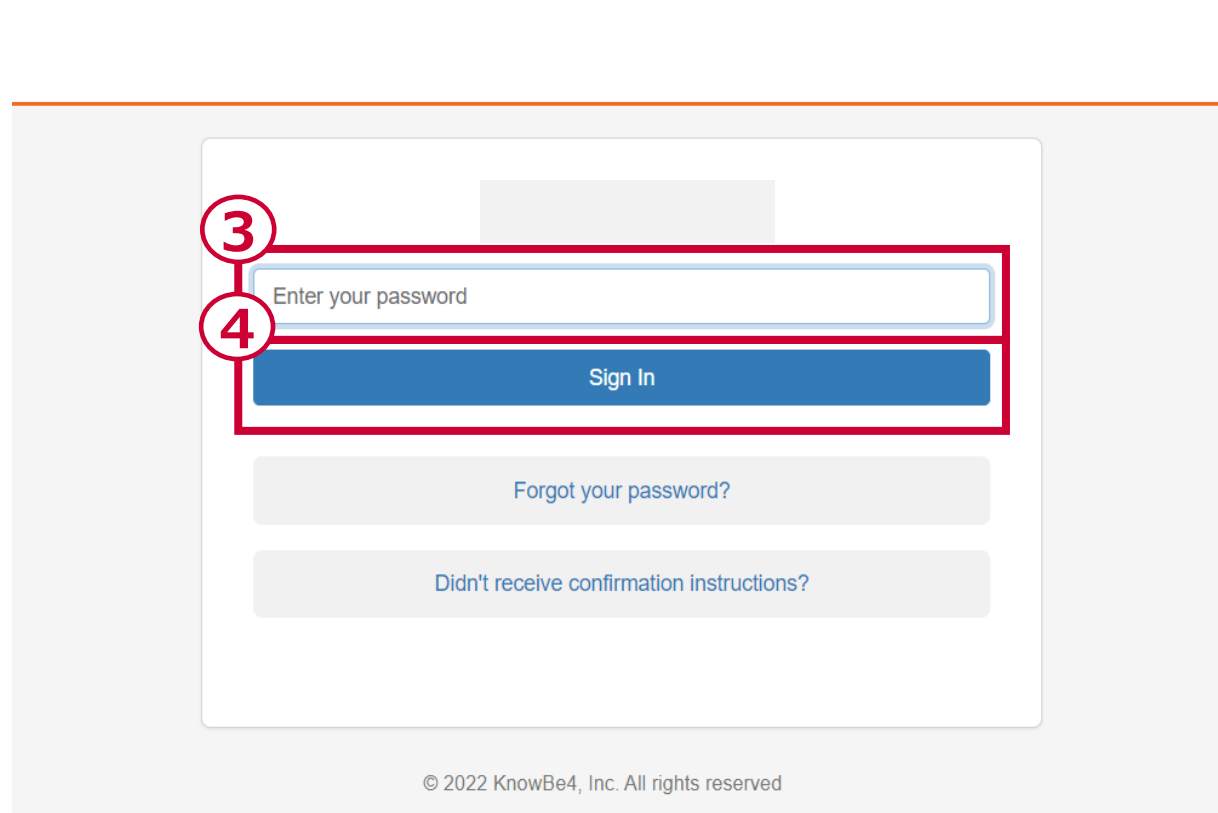 ③
Enter your password
④
Sign In
Forgot your password?
Didn't receive confirmation instructions?
© 2022 KnowBe4, Inc. All rights reserved